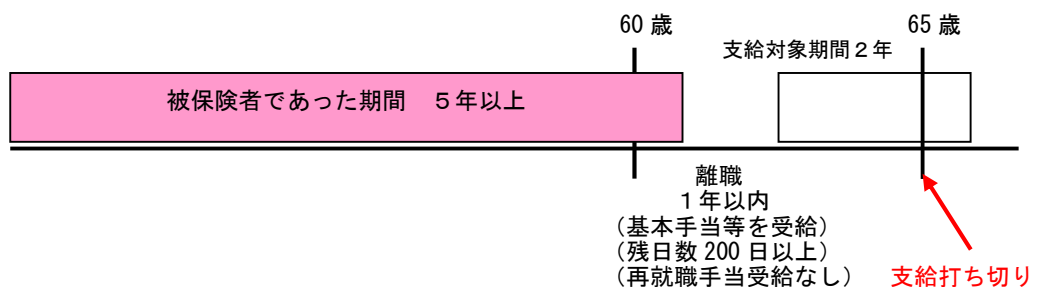 60 歳
65 歳
支給対象期間２年
被保険者であった期間　５年以上
離職
１年以内
(基本手当等を受給)
(残日数 200 日以上)
(再就職手当受給なし)
支給打ち切り